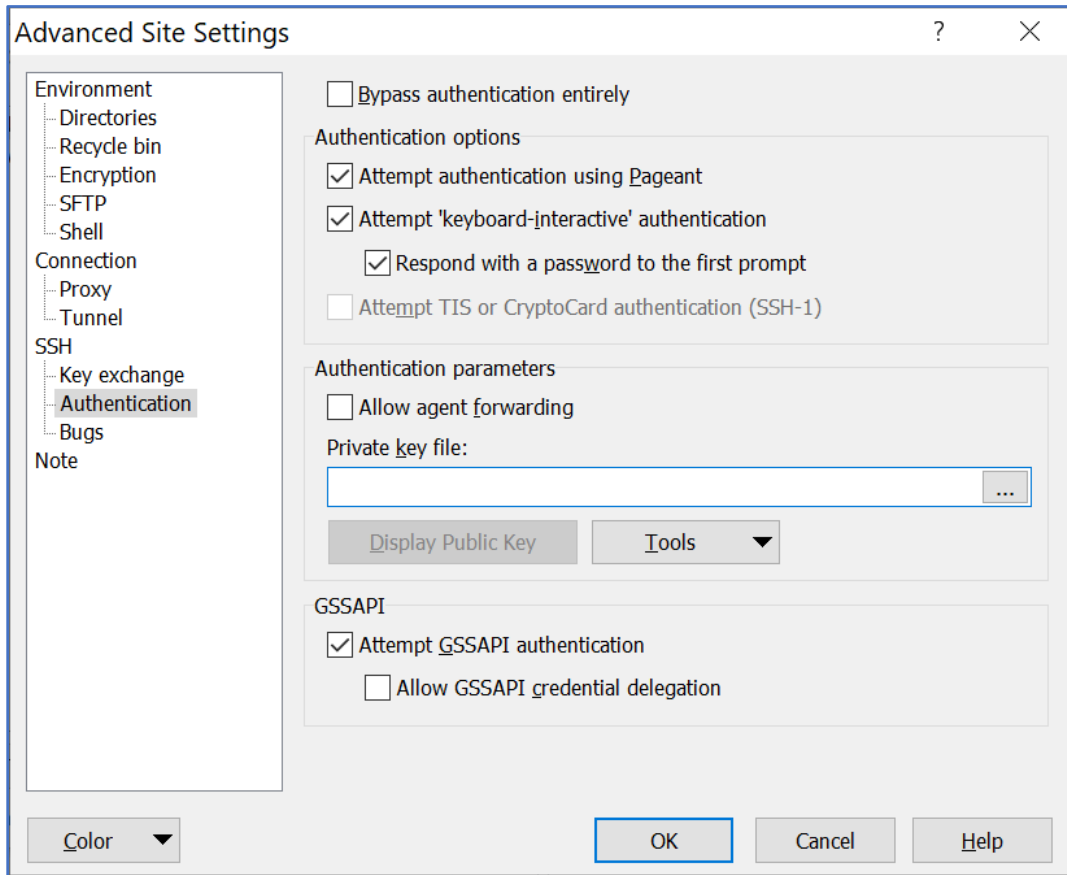 Advanced Site Settings
?
Environment
Directories
Recycle bin
Encryption
SFTP
Shell
Connection
Proxy
Tunnel
SSH
Key exchange
Authentication
Bugs
Note
Bypass authentication entirely
Authentication options
Attempt authentication using Pageant
Attempt 'keyboard-interactive' authentication
Respond with a password to the first prompt
Attempt TIS or CryptoCard authentication (SSH-1)
Authentication parameters
Allow agent forwarding
Private key file:
...
Display Public Key
Tools
GSSAPI
Attempt GSSAPI authentication
Allow GSSAPI credential delegation
Color
OK
Cancel
Help